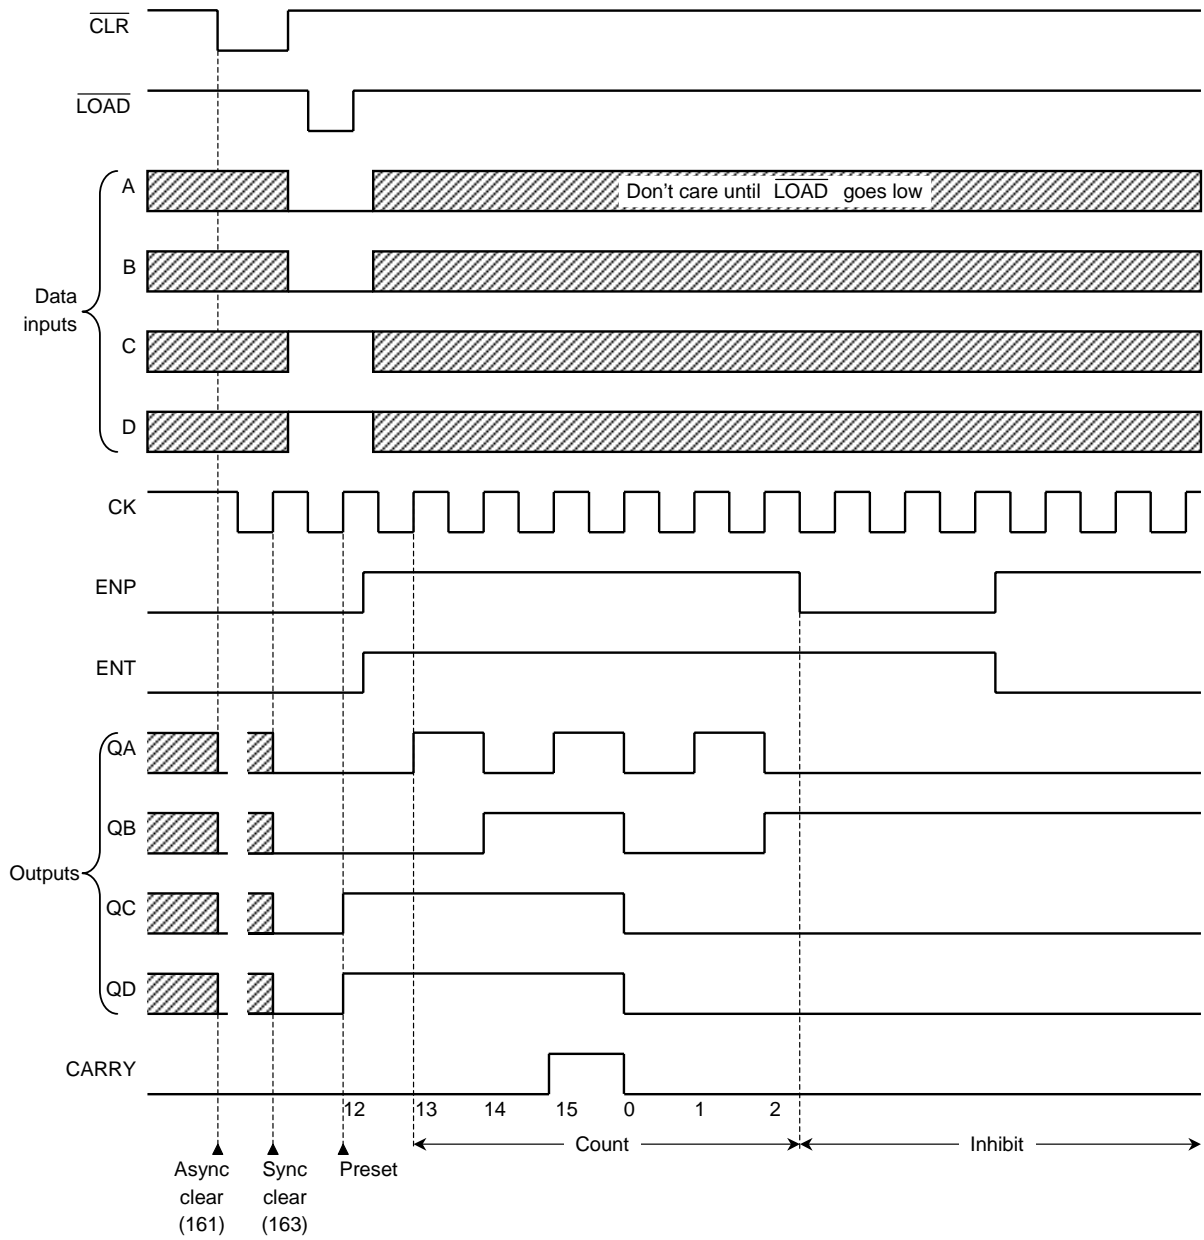 CLR
LOAD
A
Don't care until LOAD goes low
B
Data
inputs
C
D
CK
ENP
ENT
QA
QB
Outputs
QC
QD
CARRY
12 13 14 15 0 1 2
Count Inhibit
Async
clear
(161)
Sync
clear
(163)
Preset